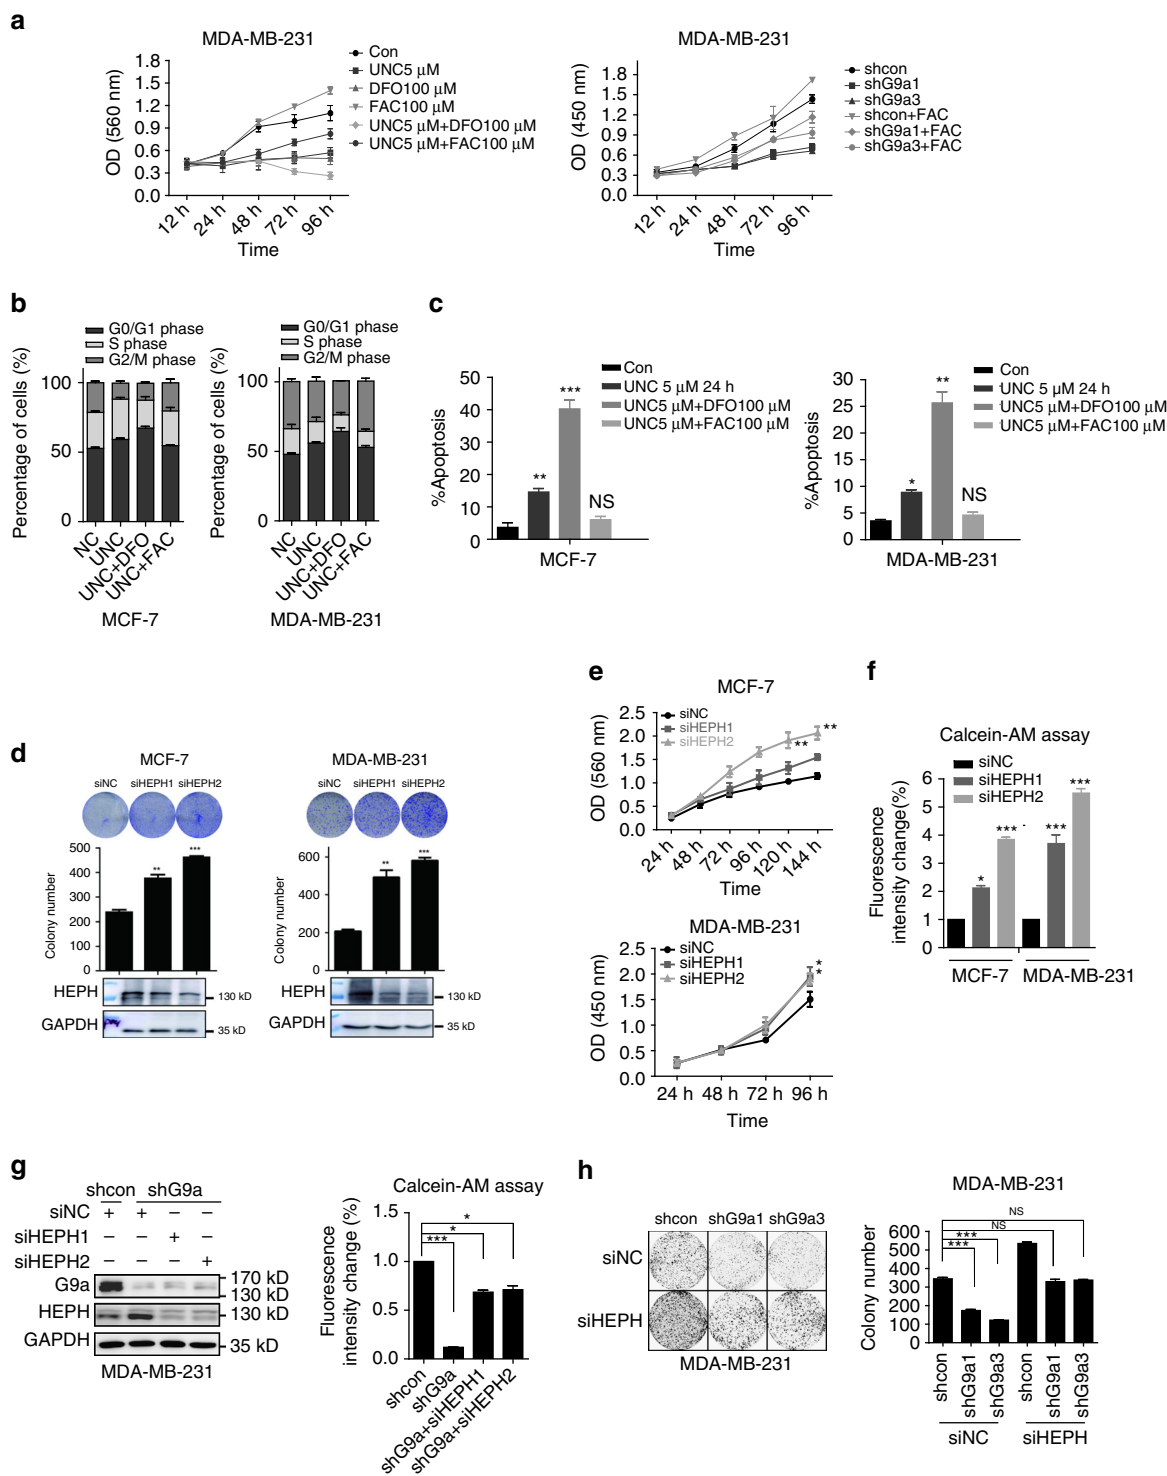 a
MDA-MB-231
OD (560 nm)
1.8
1.5
1.2
0.9
0.6
0.3
0.0
12 h
24 h
48 h
72 h
96 h
Time
Con
UNC5 μM
DFO100 μM
FAC100 μM
UNC5 μM+DFO100 μM
UNC5 μM+FAC100 μM
MDA-MB-231
OD (450 nm)
1.8
1.5
1.2
0.9
0.6
0.3
0.0
12 h
24 h
48 h
72 h
96 h
Time
shcon
shG9a1
shG9a3
shcon+FAC
shG9a1+FAC
shG9a3+FAC
b
G0/G1 phase
S phase
G2/M phase
Percentage of cells (%)
100
50
0
NC
UNC
UNC+DFO
UNC+FAC
MCF-7
G0/G1 phase
S phase
G2/M phase
Percentage of cells (%)
100
50
0
NC
UNC
UNC+DFO
UNC+FAC
MDA-MB-231
c
Con
UNC 5 μM 24 h
UNC5 μM+DFO100 μM
UNC5 μM+FAC100 μM
%Apoptosis
50
40
30
20
10
0
**
***
NS
MCF-7
Con
UNC 5 μM 24 h
UNC5 μM+DFO100 μM
UNC5 μM+FAC100 μM
%Apoptosis
30
25
20
15
10
5
0
*
**
NS
MDA-MB-231
d
MCF-7
siNC siHEPH1 siHEPH2
Colony number
500
400
300
200
100
0
**
***
HEPH
130 kD
GAPDH
35 kD
MDA-MB-231
siNC siHEPH1 siHEPH2
Colony number
600
400
200
0
**
***
HEPH
130 kD
GAPDH
35 kD
e
MCF-7
siNC
siHEPH1
siHEPH2
OD (560 nm)
2.5
2.0
1.5
1.0
0.5
0.0
**
**
24 h
48 h
72 h
96 h
120 h
144 h
Time
MDA-MB-231
siNC
siHEPH1
siHEPH2
OD (450 nm)
2.5
2.0
1.5
1.0
0.5
0.0
*
*
24 h 48 h 72 h 96 h
Time
f
Calcein-AM assay
siNC
siHEPH1
siHEPH2
Fluorescence
intensity change(%)
6
5
4
3
2
1
0
*
***
***
***
MCF-7 MDA-MB-231
g
shcon shG9a
siNC + + − −
siHEPH1 − − + −
siHEPH2 − − − +
G9a
170 kD
130 kD
HEPH
130 kD
GAPDH
35 kD
MDA-MB-231
Calcein-AM assay
Fluorescence
intensity change (%)
1.5
1.0
0.5
0.0
*
*
***
shcon
shG9a
shG9a+siHEPH1
shG9a+siHEPH2
h
shcon shG9a1 shG9a3
siNC
siHEPH
MDA-MB-231
MDA-MB-231
Colony number
600
500
400
300
200
100
0
NS
NS
***
***
shcon
shG9a1
shG9a3
shcon
shG9a1
shG9a3
siNC siHEPH